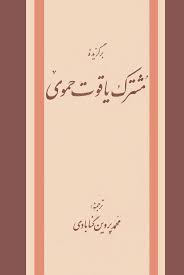 برگزیده
مشترک یاقوت حموی
ترجمهٔ:
محمد پروین گنابادی